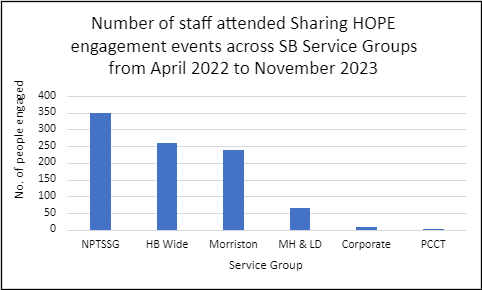 Number of staff attended Sharing HOPE
engagement events across SB Service Groups
from April 2022 to November 2023
No. of people engaged
400
350
300
250
200
150
100
50
0
NPTSSG HB Wide Morriston MH & LD Corporate PCCT
Service Group